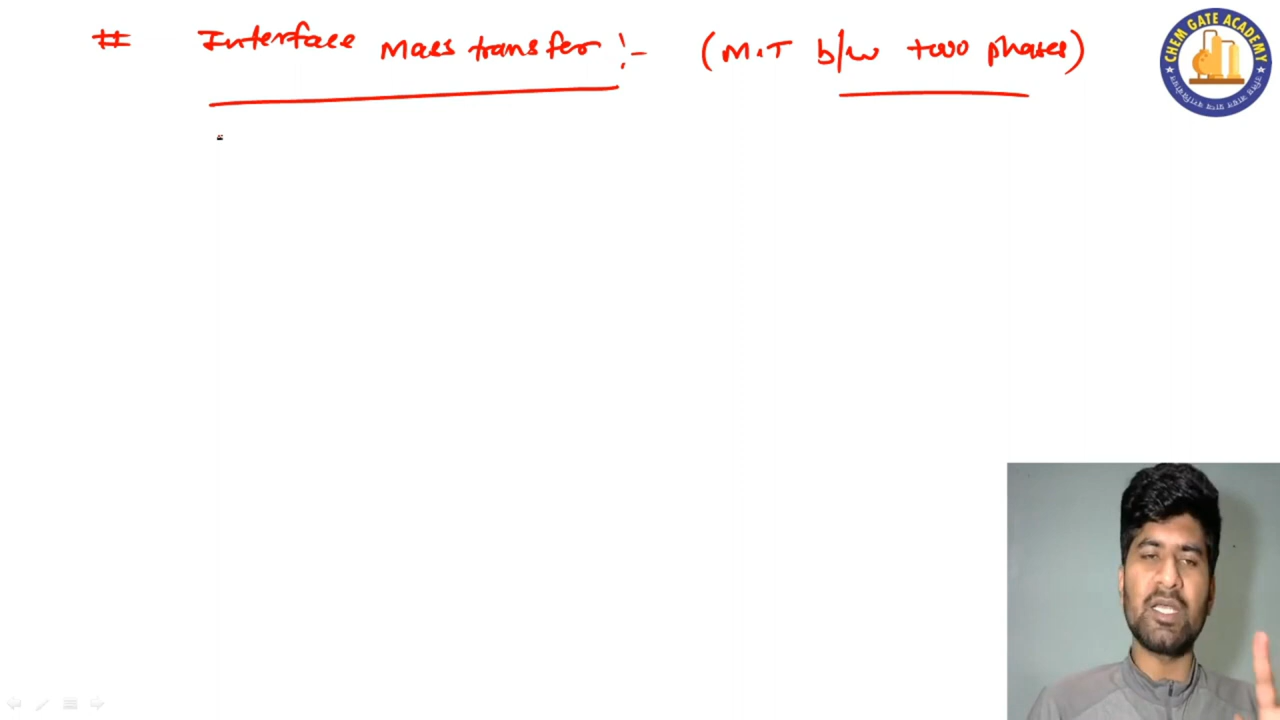 # Interface Mass transfer :- (M.T b/w two phases)
CHEM GATE ACADEMY